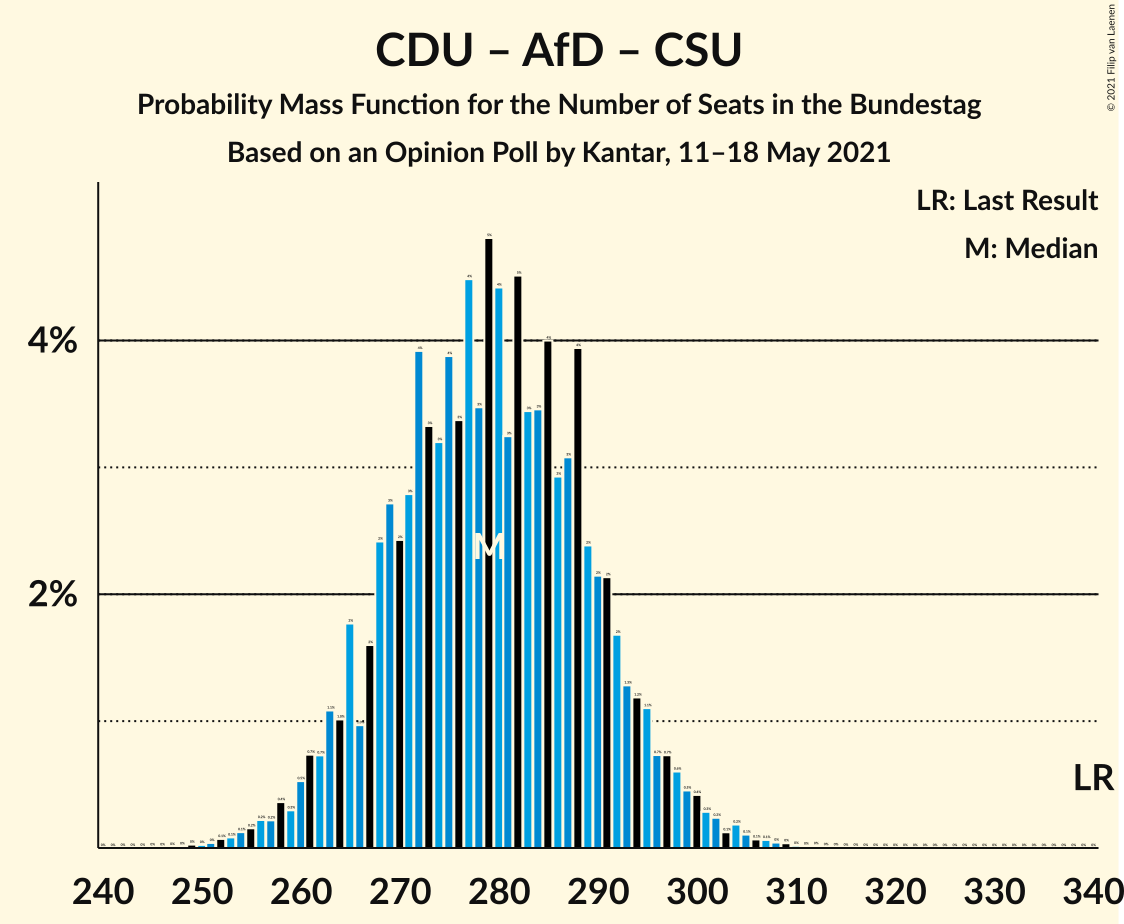 CDU – AfD – CSU
Probability Mass Function for the Number of Seats in the Bundestag
Based on an Opinion Poll by Kantar, 11–18 May 2021
© 2021 Filip van Laenen
LR: Last Result
M: Median
4%
2%
M
LR
240 250 260 270 280 290 300 310 320 330 340